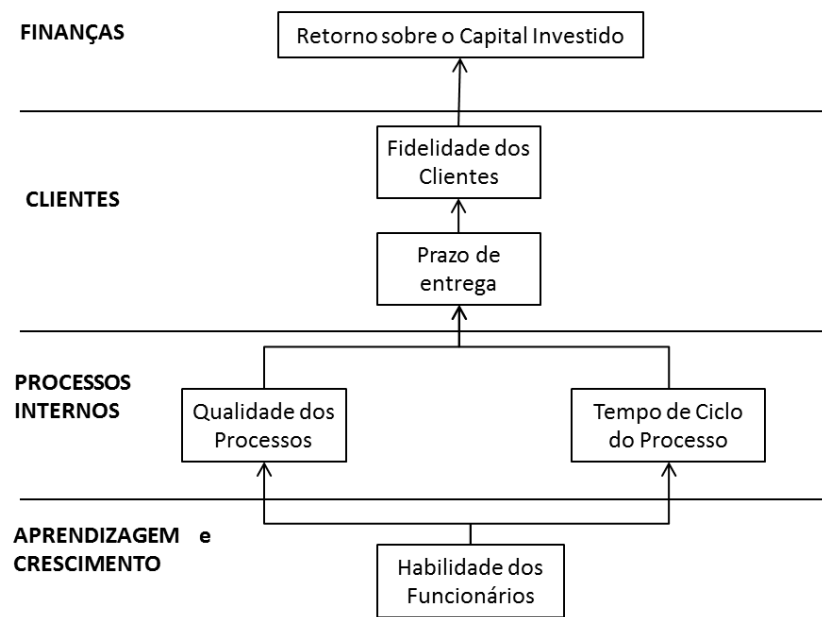 FINANÇAS
Retorno sobre o Capital Investido
Fidelidade dos
Clientes
CLIENTES
Prazo de
entrega
PROCESSOS
INTERNOS
Qualidade dos
Processos
Tempo de Ciclo
do Processo
APRENDIZAGEM e
CRESCIMENTO
Habilidade dos
Funcionários